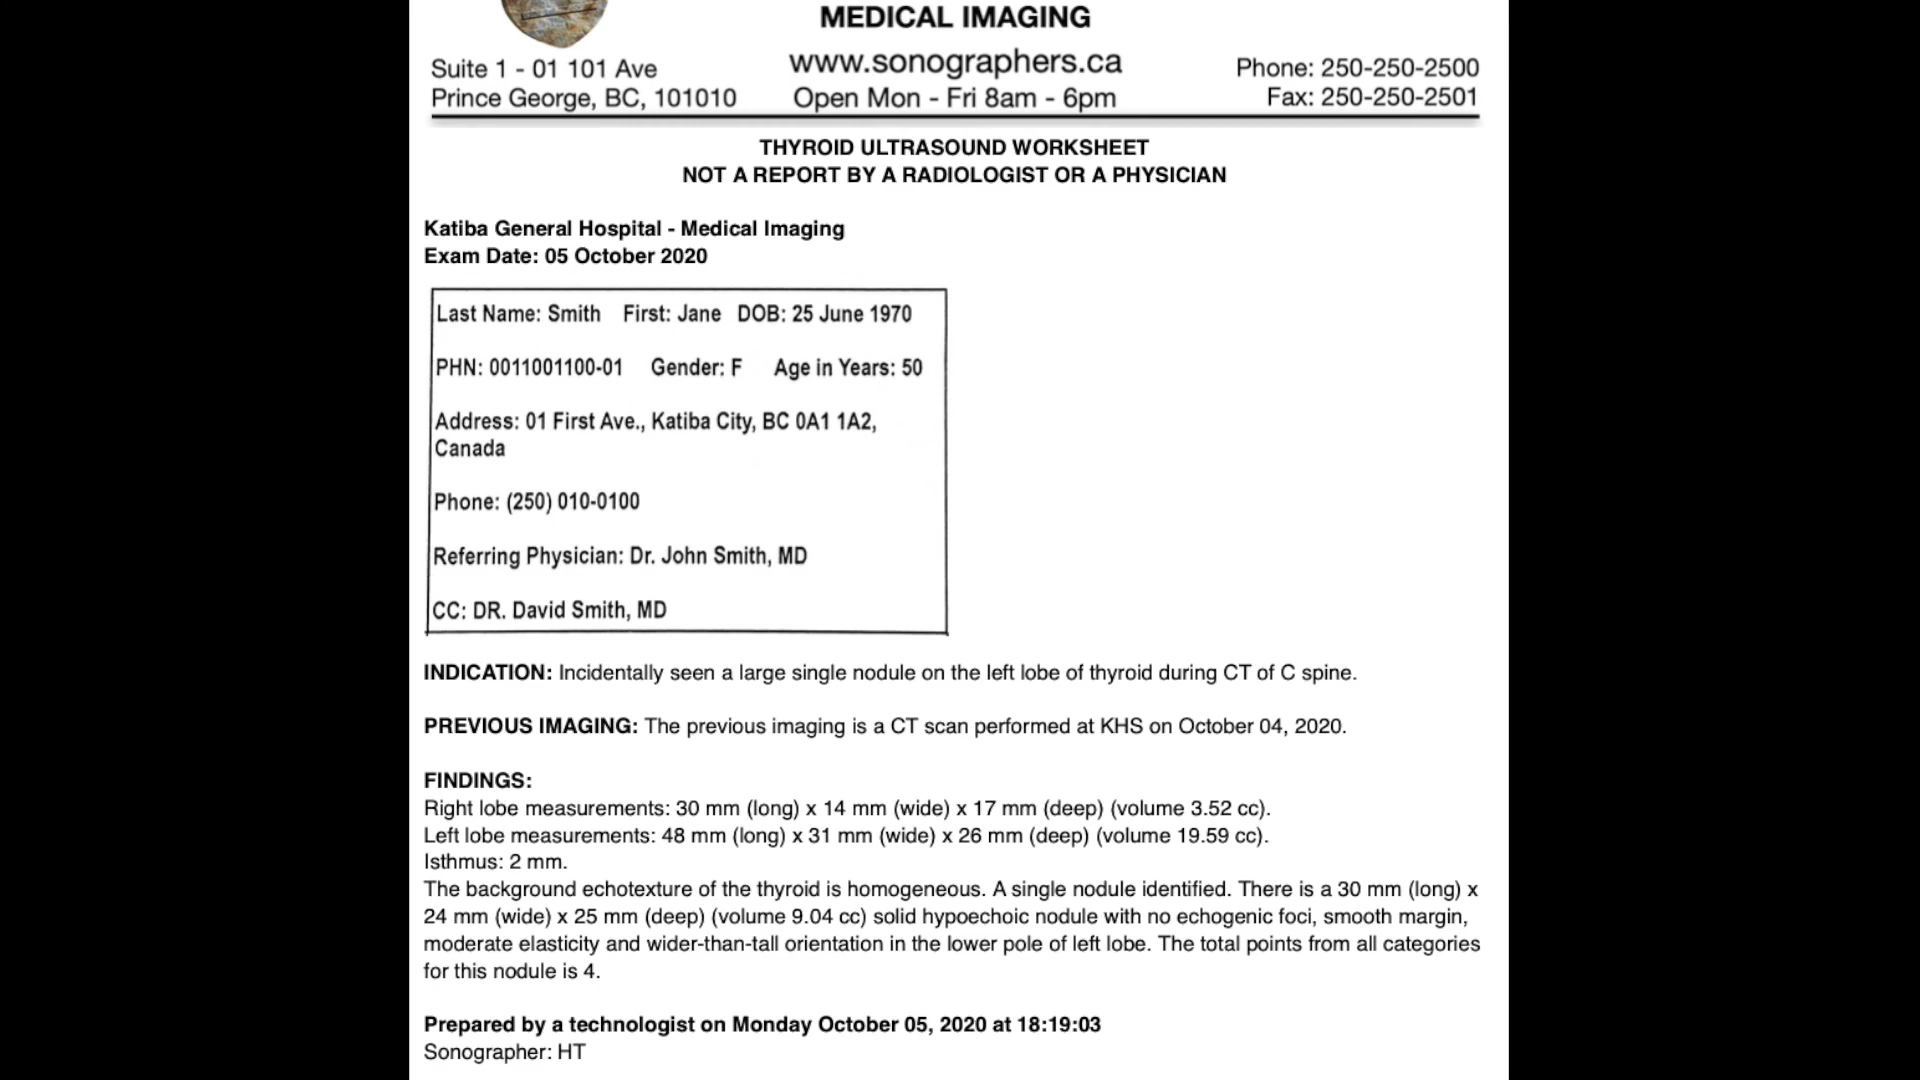 MEDICAL IMAGING
Suite 1 - 01 101 Ave
Prince George, BC, 101010
www.sonographers.ca
Open Mon - Fri 8am - 6pm
Phone: 250-250-2500
Fax: 250-250-2501
THYROID ULTRASOUND WORKSHEET
NOT A REPORT BY A RADIOLOGIST OR A PHYSICIAN
Katiba General Hospital - Medical Imaging
Exam Date: 05 October 2020
Last Name: Smith First: Jane DOB: 25 June 1970
PHN: 0011001100-01 Gender: F Age in Years: 50
Address: 01 First Ave., Katiba City, BC 0A1 1A2,
Canada
Phone: (250) 010-0100
Referring Physician: Dr. John Smith, MD
CC: DR. David Smith, MD
INDICATION: Incidentally seen a large single nodule on the left lobe of thyroid during CT of C spine.
PREVIOUS IMAGING: The previous imaging is a CT scan performed at KHS on October 04, 2020.
FINDINGS:
Right lobe measurements: 30 mm (long) x 14 mm (wide) x 17 mm (deep) (volume 3.52 cc).
Left lobe measurements: 48 mm (long) x 31 mm (wide) x 26 mm (deep) (volume 19.59 cc).
Isthmus: 2 mm.
The background echotexture of the thyroid is homogeneous. A single nodule identified. There is a 30 mm (long) x
24 mm (wide) x 25 mm (deep) (volume 9.04 cc) solid hypoechoic nodule with no echogenic foci, smooth margin,
moderate elasticity and wider-than-tall orientation in the lower pole of left lobe. The total points from all categories
for this nodule is 4.
Prepared by a technologist on Monday October 05, 2020 at 18:19:03
Sonographer: HT